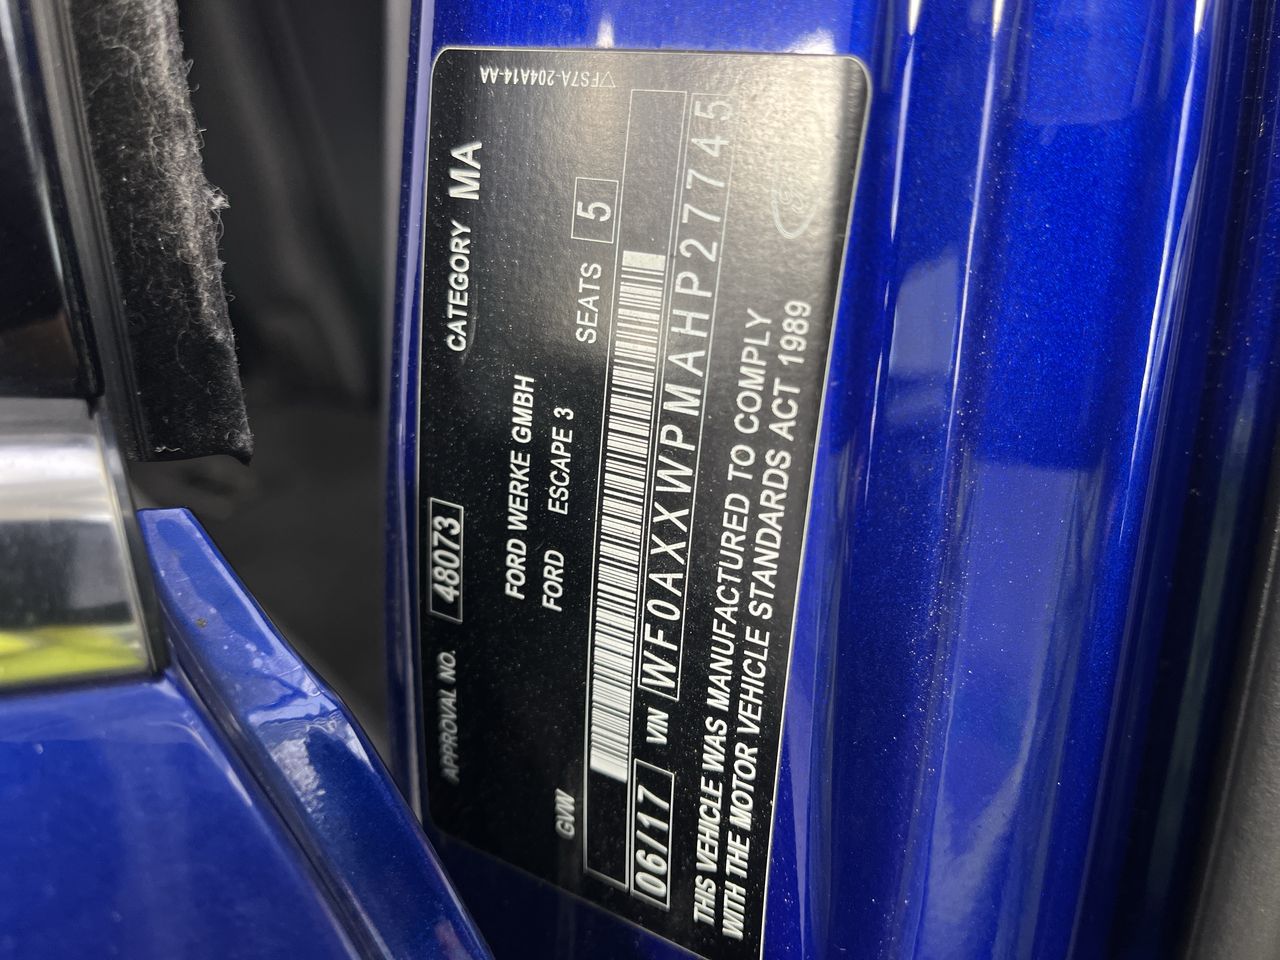 ▽FS7A-204A14-AA
APPROVAL NO. 48073 CATEGORY MA
FORD WERKE GMBH
FORD ESCAPE 3
GVW SEATS 5
06/17 VIN WF0AXXWPMAHP27745
THIS VEHICLE WAS MANUFACTURED TO COMPLY
WITH THE MOTOR VEHICLE STANDARDS ACT 1989